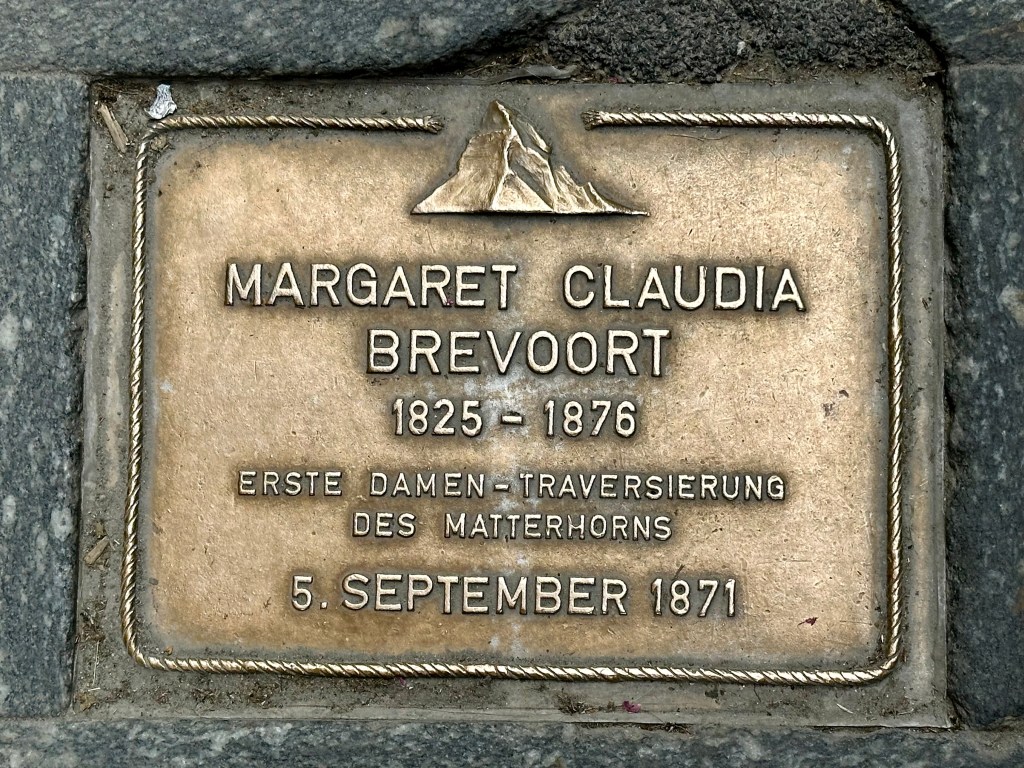 MARGARET CLAUDIA
BREVOORT
1825 - 1876
ERSTE DAMEN - TRAVERSIERUNG
DES MATTERHORNS
5. SEPTEMBER 1871